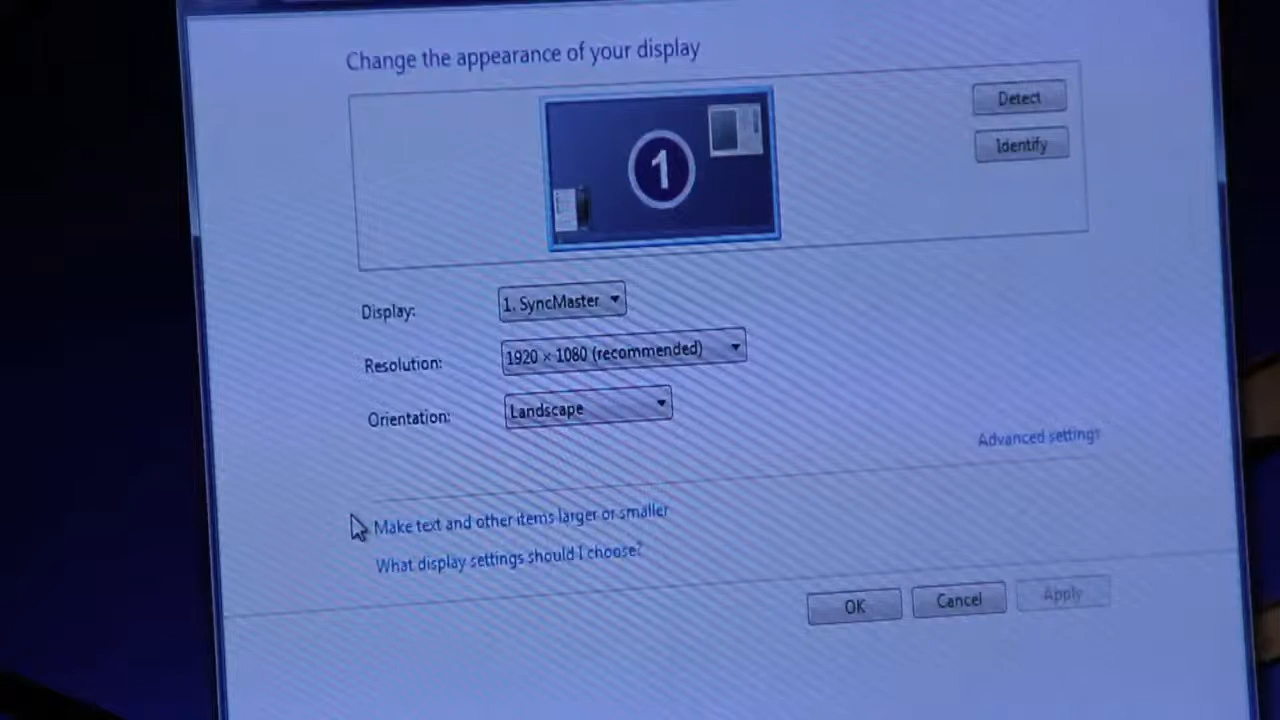 Change the appearance of your display
Detect
1
Identify
Display:
1. SyncMaster
Resolution:
1920 × 1080 (recommended)
Orientation:
Landscape
Advanced settings
Make text and other items larger or smaller
What display settings should I choose?
OK
Cancel
Apply